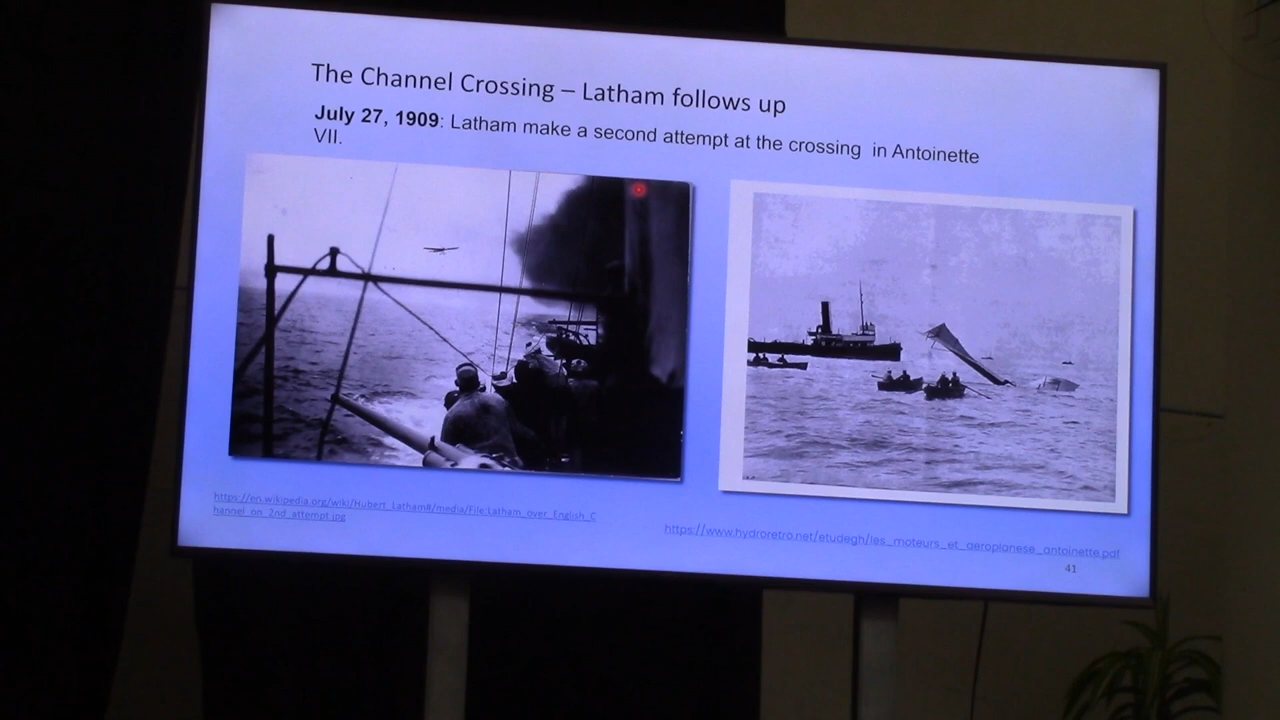 The Channel Crossing – Latham follows up
July 27, 1909: Latham make a second attempt at the crossing in Antoinette
VII.
https://en.wikipedia.org/wiki/Hubert_Latham#/media/File:Latham_over_English_C
hannel_on_2nd_attempt.jpg
https://www.hydroretro.net/etudegh/les_moteurs_et_aeroplanese_antoinette.pdf
41